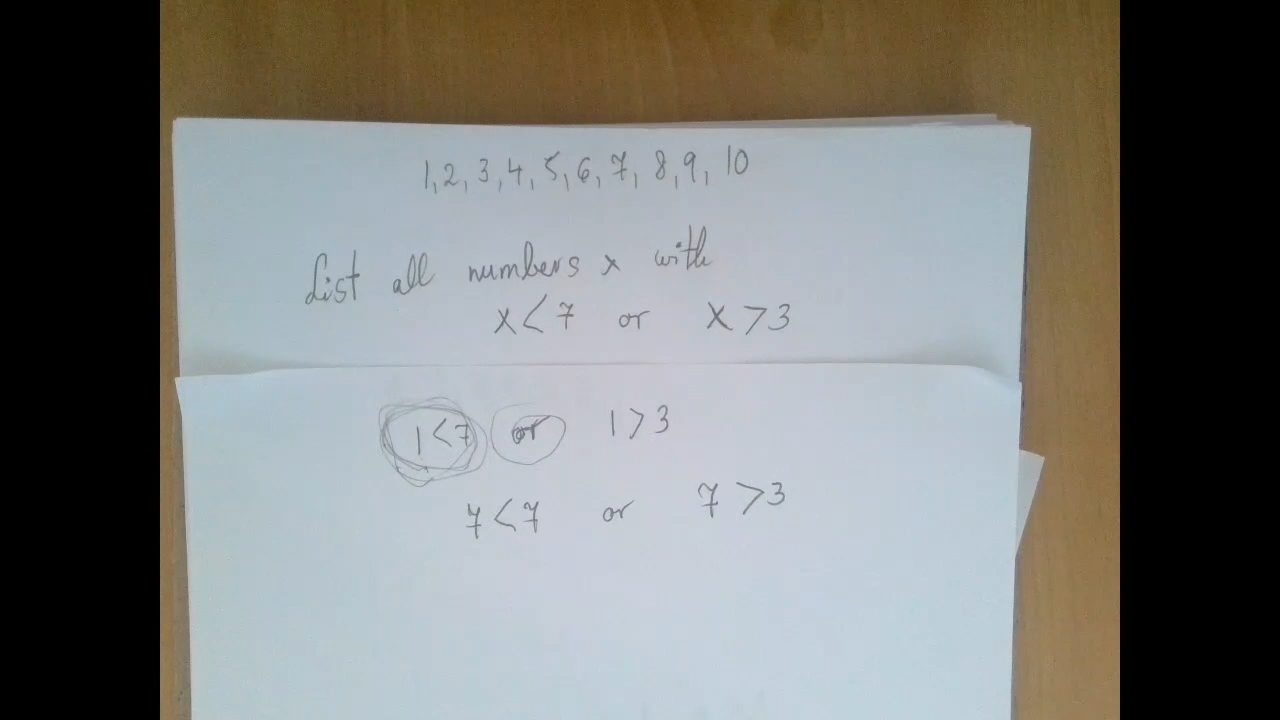 1, 2, 3, 4, 5, 6, 7, 8, 9, 10
List all numbers x with
x < 7 or x > 3
1 < 7 or 1 > 3
7 < 7 or 7 > 3